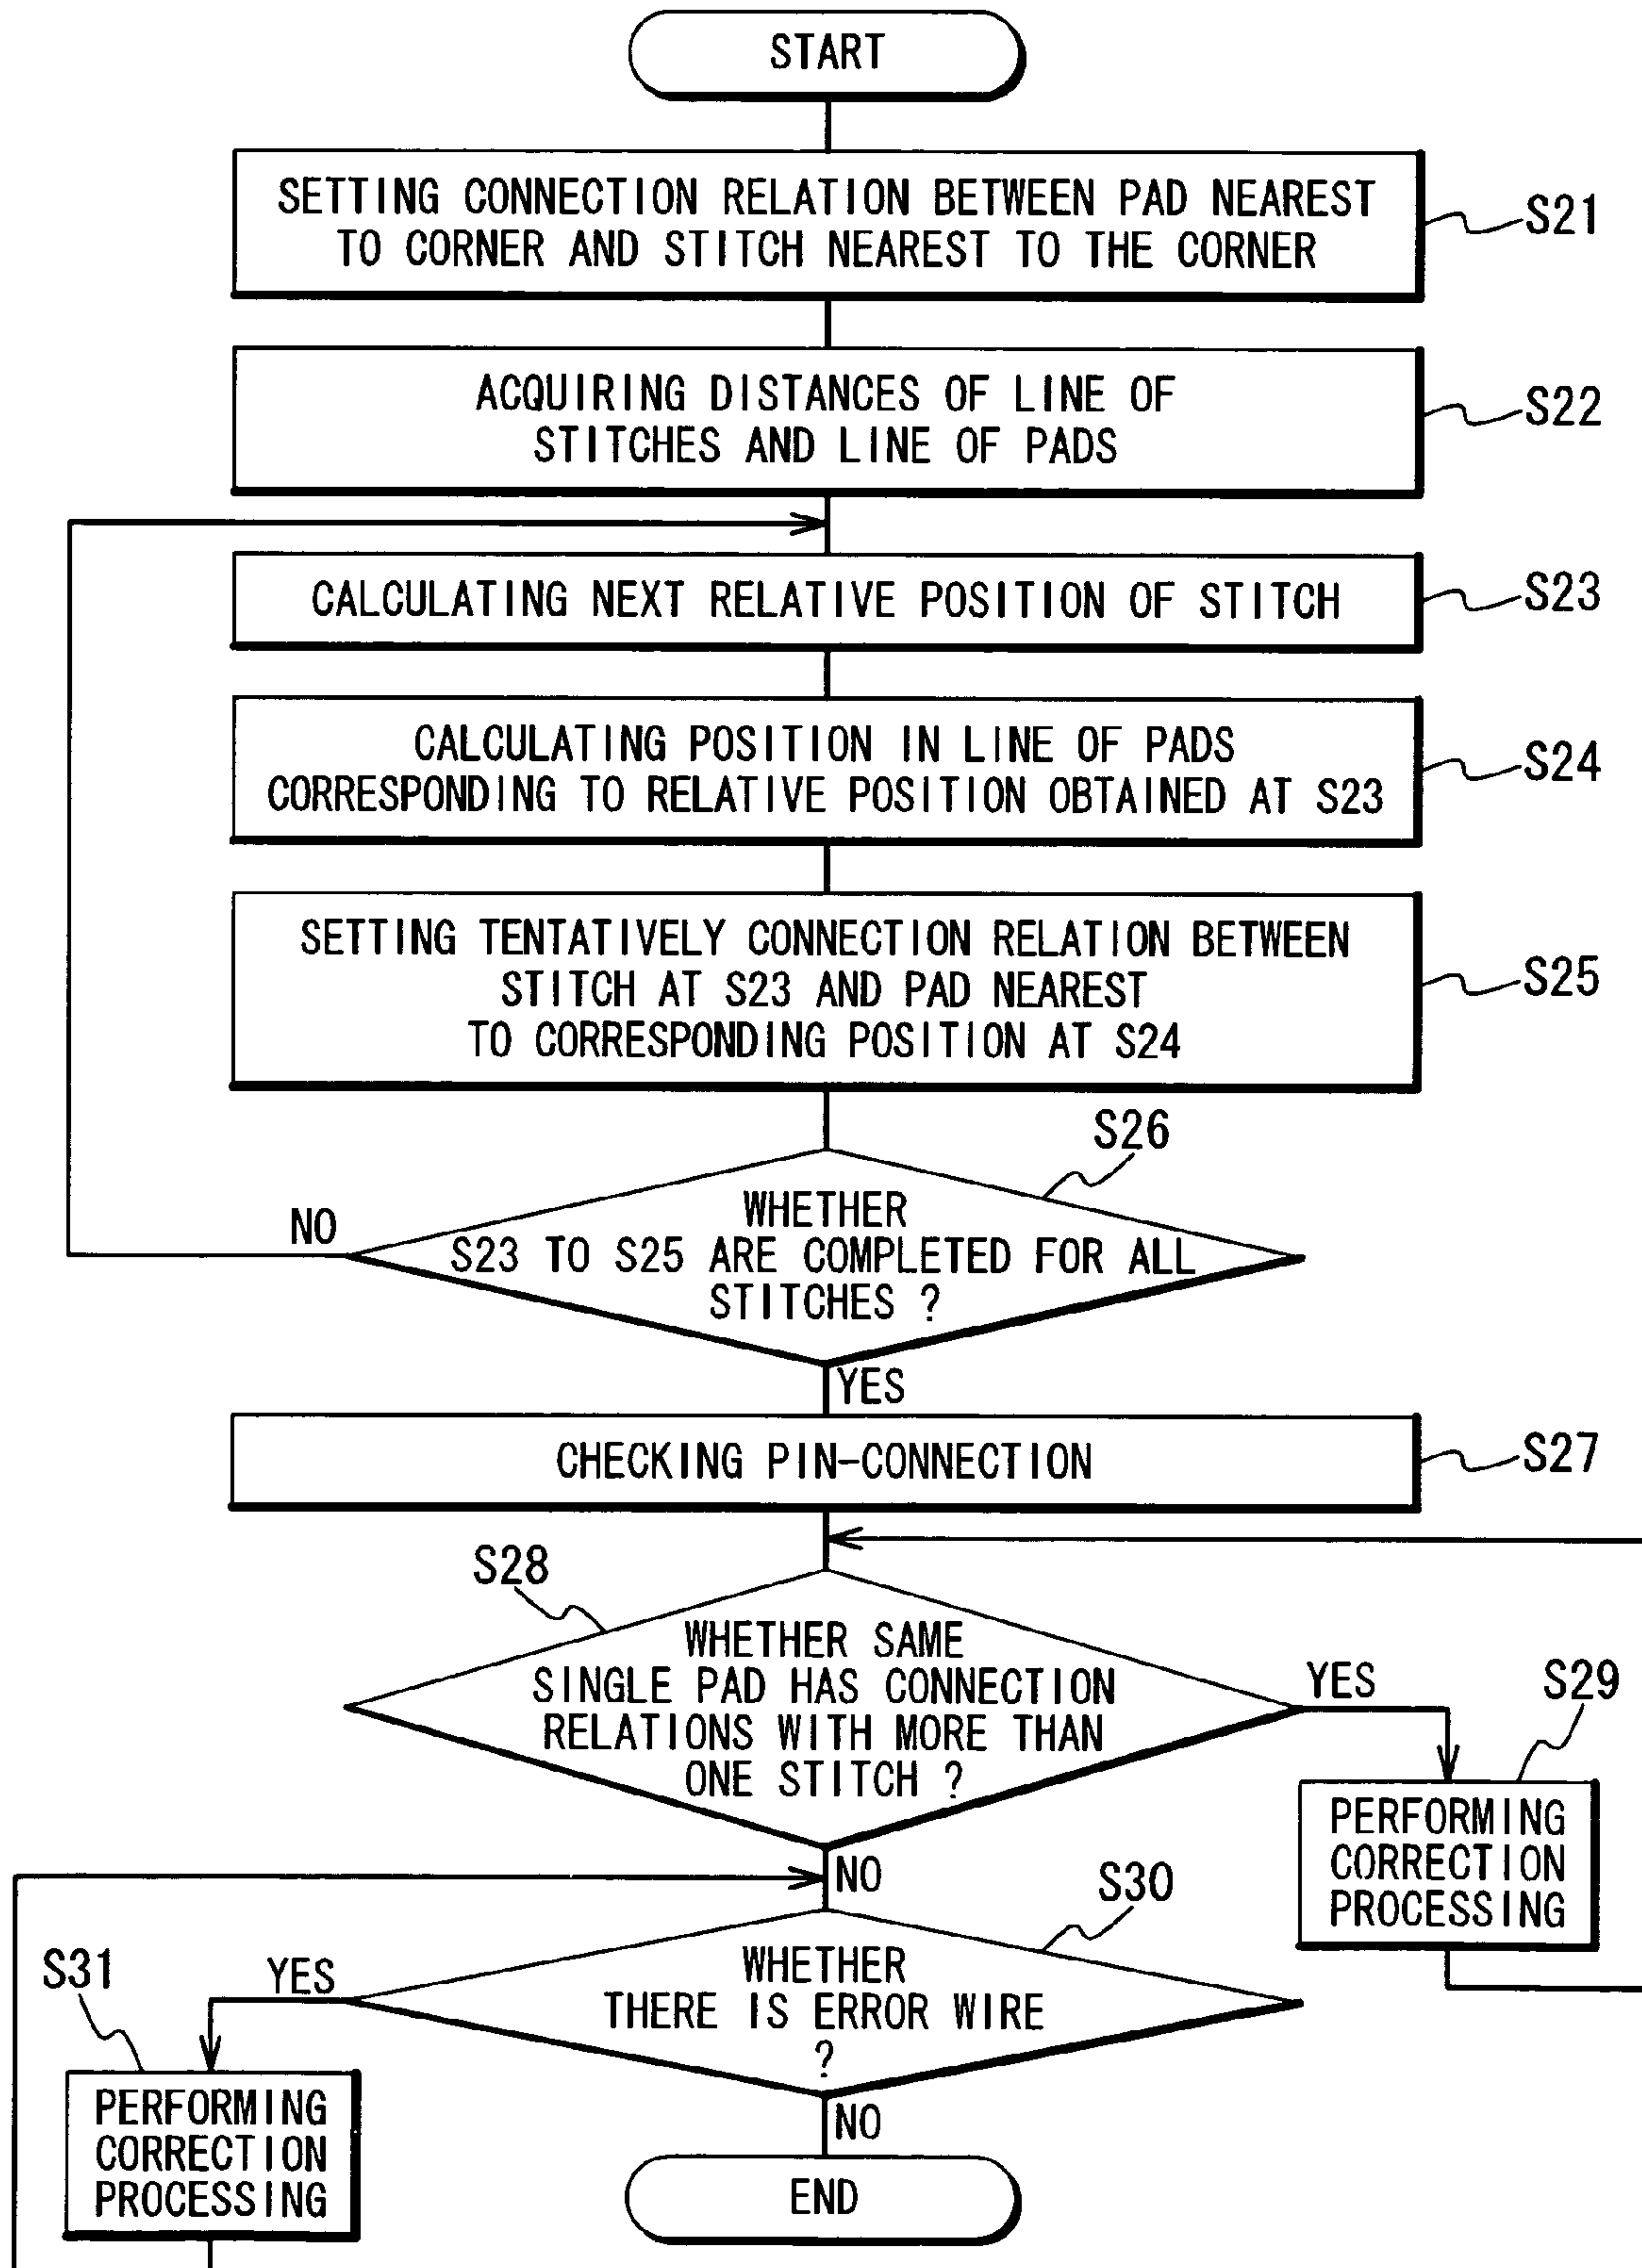 START
SETTING CONNECTION RELATION BETWEEN PAD NEAREST
TO CORNER AND STITCH NEAREST TO THE CORNER
S21
ACQUIRING DISTANCES OF LINE OF
STITCHES AND LINE OF PADS
S22
CALCULATING NEXT RELATIVE POSITION OF STITCH
S23
CALCULATING POSITION IN LINE OF PADS
CORRESPONDING TO RELATIVE POSITION OBTAINED AT S23
S24
SETTING TENTATIVELY CONNECTION RELATION BETWEEN
STITCH AT S23 AND PAD NEAREST
TO CORRESPONDING POSITION AT S24
S25
S26
WHETHER
S23 TO S25 ARE COMPLETED FOR ALL
STITCHES ?
NO
YES
CHECKING PIN-CONNECTION
S27
S28
WHETHER SAME
SINGLE PAD HAS CONNECTION
RELATIONS WITH MORE THAN
ONE STITCH ?
YES
S29
PERFORMING
CORRECTION
PROCESSING
NO
S30
WHETHER
THERE IS ERROR WIRE
?
YES
S31
PERFORMING
CORRECTION
PROCESSING
NO
END